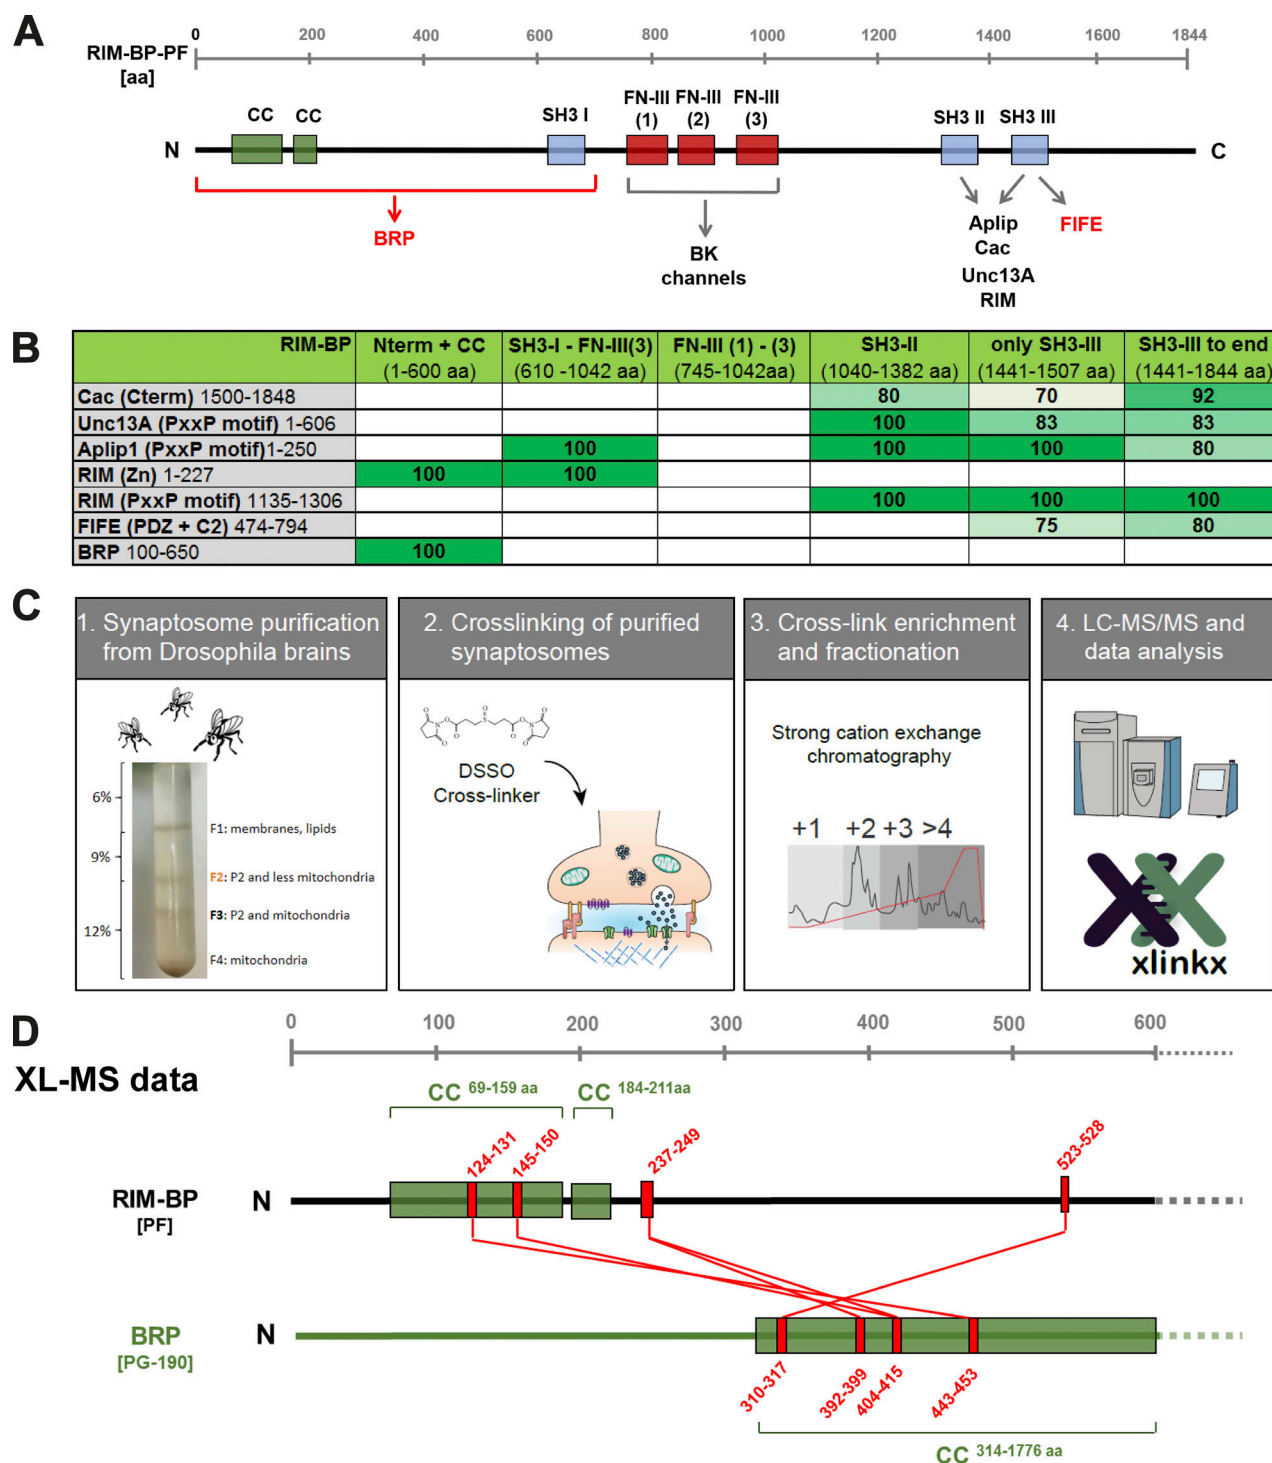 A
0 200 400 600 800 1000 1200 1400 1600 1844
RIM-BP-PF
[aa]
CC CC SH3 I FN-III (1) FN-III (2) FN-III (3) SH3 II SH3 III
N C
BRP
BK
channels
Aplip
Cac
Unc13A
RIM
FIFE
B
RIM-BP Nterm + CC SH3-I - FN-III(3) FN-III (1) - (3) SH3-II only SH3-III SH3-III to end
(1-600 aa) (610 -1042 aa) (745-1042aa) (1040-1382 aa) (1441-1507 aa) (1441-1844 aa)
Cac (Cterm) 1500-1848 80 70 92
Unc13A (PxxP motif) 1-606 100 83 83
Aplip1 (PxxP motif)1-250 100 100 100 80
RIM (Zn) 1-227 100 100
RIM (PxxP motif) 1135-1306 100 100 100
FIFE (PDZ + C2) 474-794 75 80
BRP 100-650 100
C
1. Synaptosome purification
from Drosophila brains
6%
9%
12%
F1: membranes, lipids
F2: P2 and less mitochondria
F3: P2 and mitochondria
F4: mitochondria
2. Crosslinking of purified
synaptosomes
DSSO
Cross-linker
3. Cross-link enrichment
and fractionation
Strong cation exchange
chromatography
+1 +2 +3 >4
4. LC-MS/MS and
data analysis
xlinkx
D
0 100 200 300 400 500 600
XL-MS data
CC 69-159 aa CC 184-211aa
124-131 145-150 237-249 523-528
RIM-BP
[PF]
N
BRP
[PG-190]
N
310-317 392-399 404-415 443-453
CC 314-1776 aa